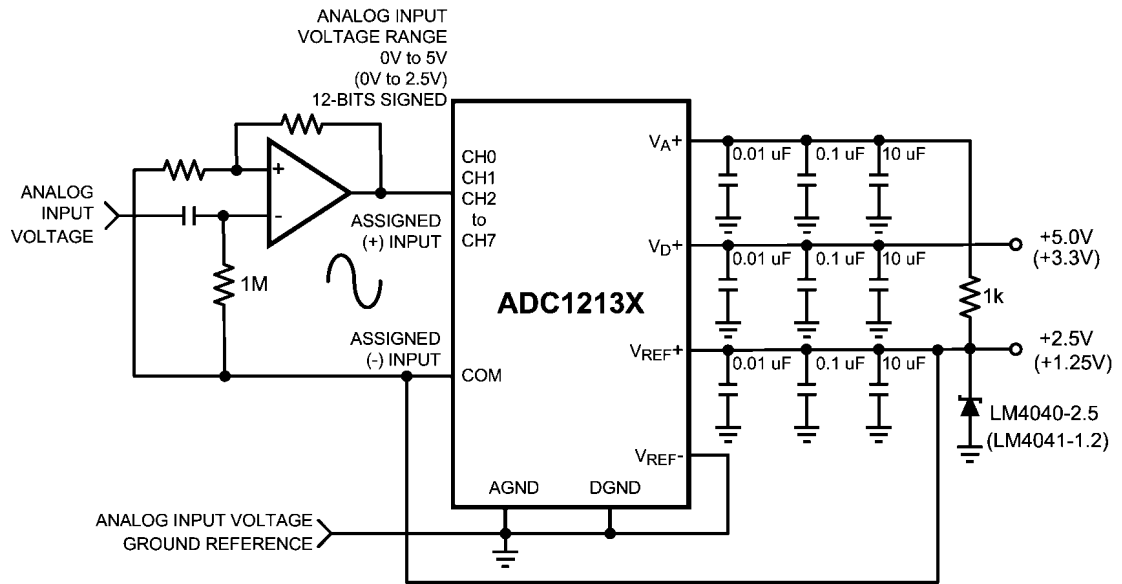 ANALOG INPUT
VOLTAGE RANGE
0V to 5V
(0V to 2.5V)
12-BITS SIGNED
ANALOG
INPUT
VOLTAGE
+
-
1M
ASSIGNED
(+) INPUT
ASSIGNED
(-) INPUT
CH0
CH1
CH2
to
CH7
COM
ADC1213X
AGND
DGND
VA+
VD+
VREF+
VREF-
0.01 uF
0.1 uF
10 uF
0.01 uF
0.1 uF
10 uF
0.01 uF
0.1 uF
10 uF
+5.0V
(+3.3V)
1k
+2.5V
(+1.25V)
LM4040-2.5
(LM4041-1.2)
ANALOG INPUT VOLTAGE
GROUND REFERENCE